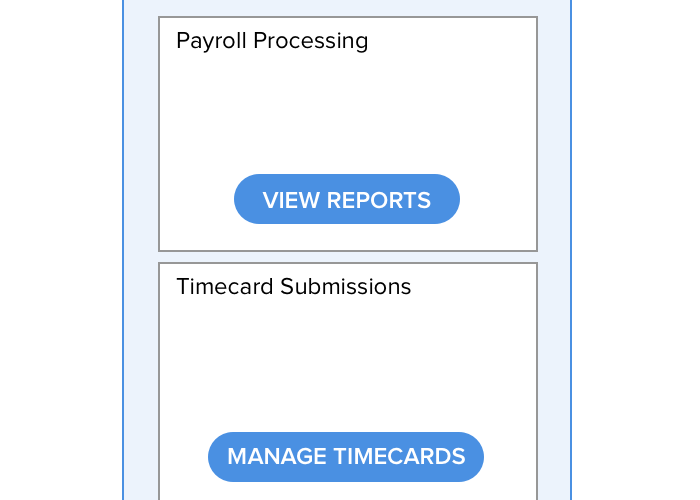 Payroll Processing
VIEW REPORTS
Timecard Submissions
MANAGE TIMECARDS